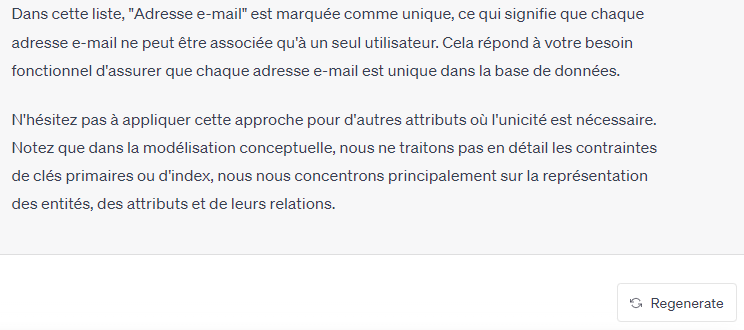 Dans cette liste, "Adresse e-mail" est marquée comme unique, ce qui signifie que chaque
adresse e-mail ne peut être associée qu'à un seul utilisateur. Cela répond à votre besoin
fonctionnel d'assurer que chaque adresse e-mail est unique dans la base de données.
N'hésitez pas à appliquer cette approche pour d'autres attributs où l'unicité est nécessaire.
Notez que dans la modélisation conceptuelle, nous ne traitons pas en détail les contraintes
de clés primaires ou d'index, nous nous concentrons principalement sur la représentation
des entités, des attributs et de leurs relations.
Regenerate